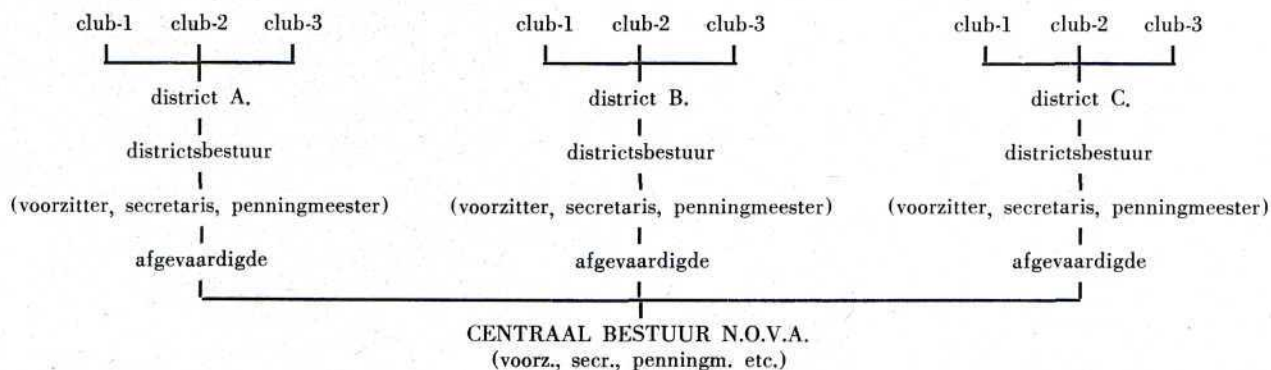 club-1 club-2 club-3 club-1 club-2 club-3 club-1 club-2 club-3
district A. district B. district C.
districtsbestuur districtsbestuur districtsbestuur
(voorzitter, secretaris, penningmeester) (voorzitter, secretaris, penningmeester) (voorzitter, secretaris, penningmeester)
afgevaardigde afgevaardigde afgevaardigde
CENTRAAL BESTUUR N.O.V.A.
(voorz., secr., penningm. etc.)